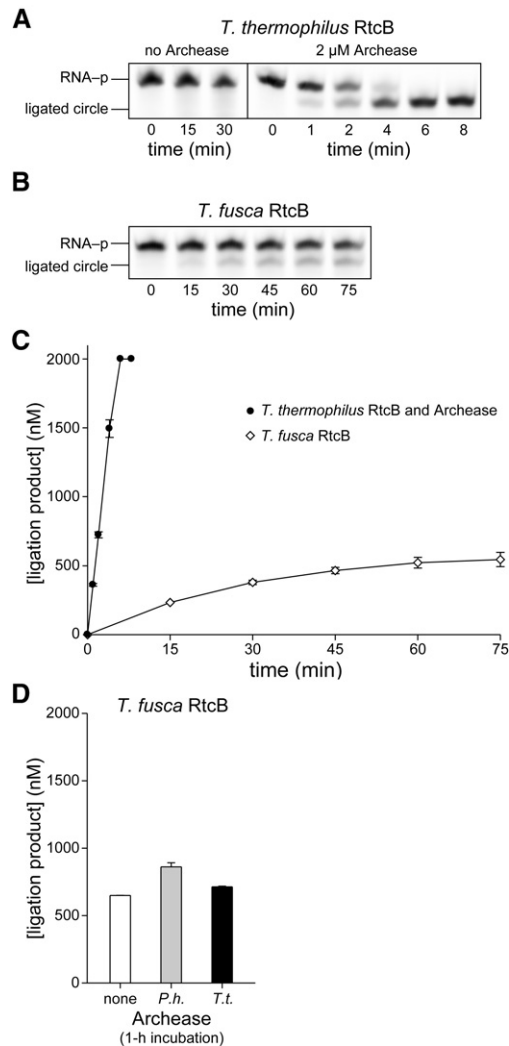 A
T. thermophilus RtcB
no Archease 2 μM Archease
RNA–p
ligated circle
0 15 30 0 1 2 4 6 8
time (min) time (min)
B
T. fusca RtcB
RNA–p
ligated circle
0 15 30 45 60 75
time (min)
C
2000
1500
1000
500
0
[ligation product] (nM)
T. thermophilus RtcB and Archease
T. fusca RtcB
0 15 30 45 60 75
time (min)
D
T. fusca RtcB
2000
1500
1000
500
0
[ligation product] (nM)
none P.h. T.t.
Archease
(1-h incubation)